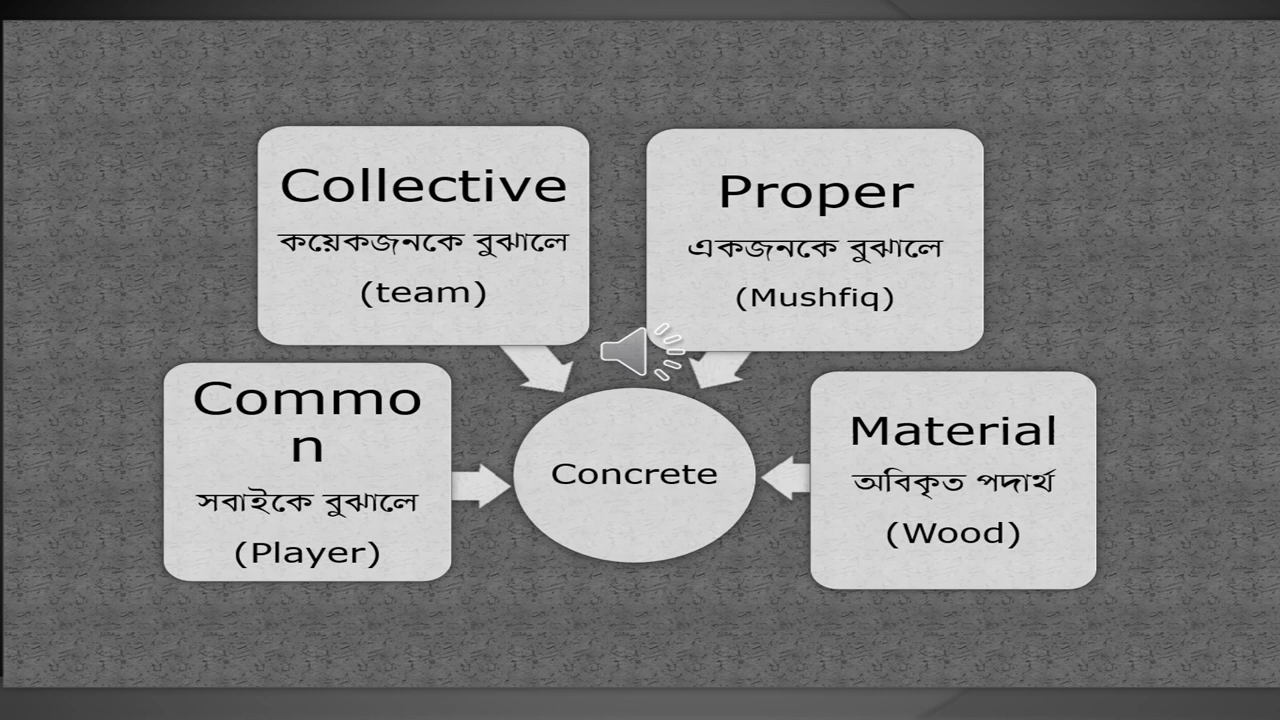 Collective
কয়েকজনকে বুঝালে
(team)
Proper
একজনকে বুঝালে
(Mushfiq)
Commo
n
সবাইকে বুঝালে
(Player)
Concrete
Material
অবিকৃত পদার্থ
(Wood)